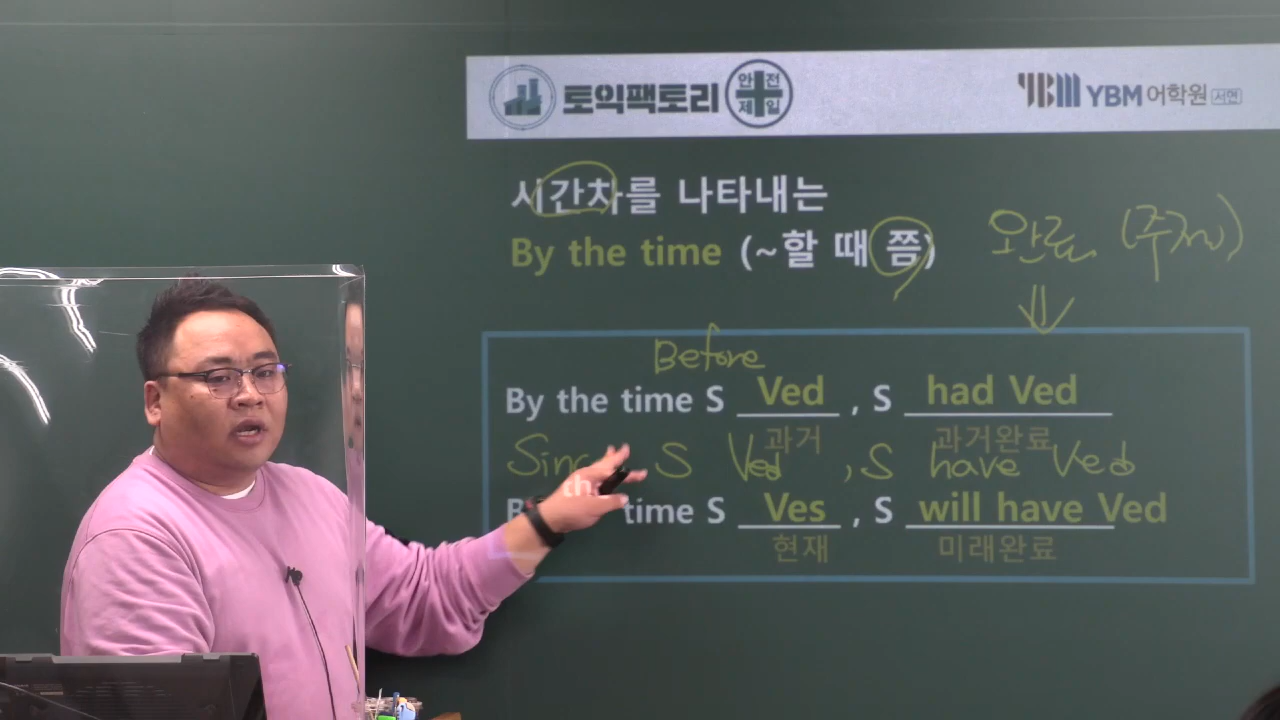 토익팩토리 안전제일 YBM 어학원 서면
시간차를 나타내는
By the time (~할 때 쯤) 완료 (주절)
Before
By the time S Ved , S had Ved
과거 과거완료
Sinc S Ved , S have Ved
B th time S Ves , S will have Ved
현재 미래완료